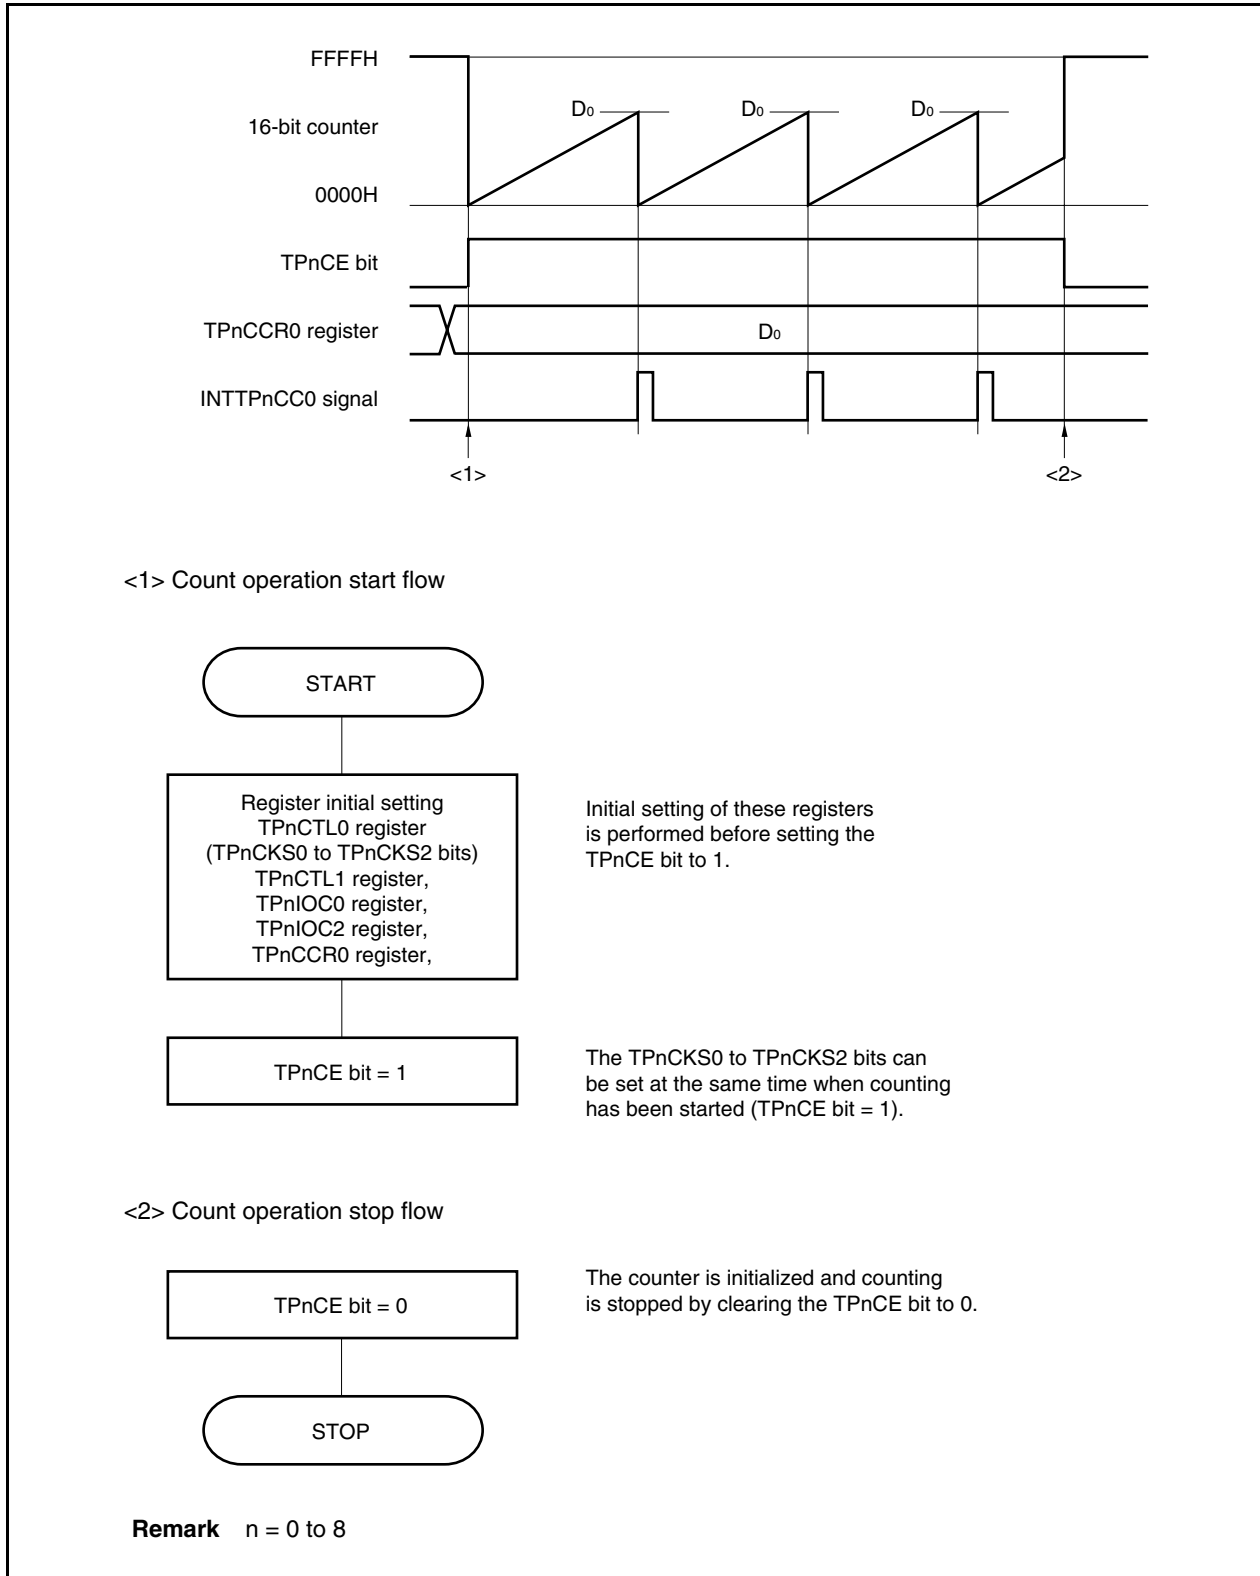 FFFFH
D0 D0 D0
16-bit counter
0000H
TPnCE bit
TPnCCR0 register
D0
INTTPnCC0 signal
<1> <2>
<1> Count operation start flow
START
Register initial setting
TPnCTL0 register
(TPnCKS0 to TPnCKS2 bits)
TPnCTL1 register,
TPnIOC0 register,
TPnIOC2 register,
TPnCCR0 register,
Initial setting of these registers
is performed before setting the
TPnCE bit to 1.
TPnCE bit = 1
The TPnCKS0 to TPnCKS2 bits can
be set at the same time when counting
has been started (TPnCE bit = 1).
<2> Count operation stop flow
TPnCE bit = 0
The counter is initialized and counting
is stopped by clearing the TPnCE bit to 0.
STOP
Remark n = 0 to 8